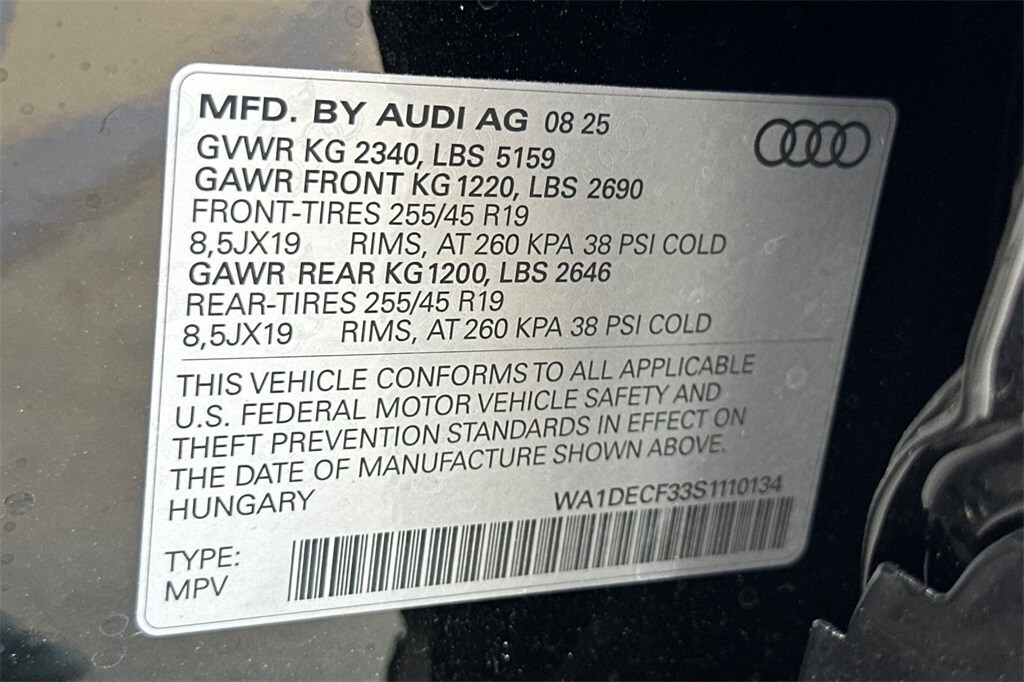 MFD. BY AUDI AG 08 25
GVWR KG 2340, LBS 5159
GAWR FRONT KG 1220, LBS 2690
FRONT-TIRES 255/45 R19
8,5JX19 RIMS, AT 260 KPA 38 PSI COLD
GAWR REAR KG 1200, LBS 2646
REAR-TIRES 255/45 R19
8,5JX19 RIMS, AT 260 KPA 38 PSI COLD
THIS VEHICLE CONFORMS TO ALL APPLICABLE
U.S. FEDERAL MOTOR VEHICLE SAFETY AND
THEFT PREVENTION STANDARDS IN EFFECT ON
THE DATE OF MANUFACTURE SHOWN ABOVE.
HUNGARY WA1DECF33S1110134
TYPE:
MPV